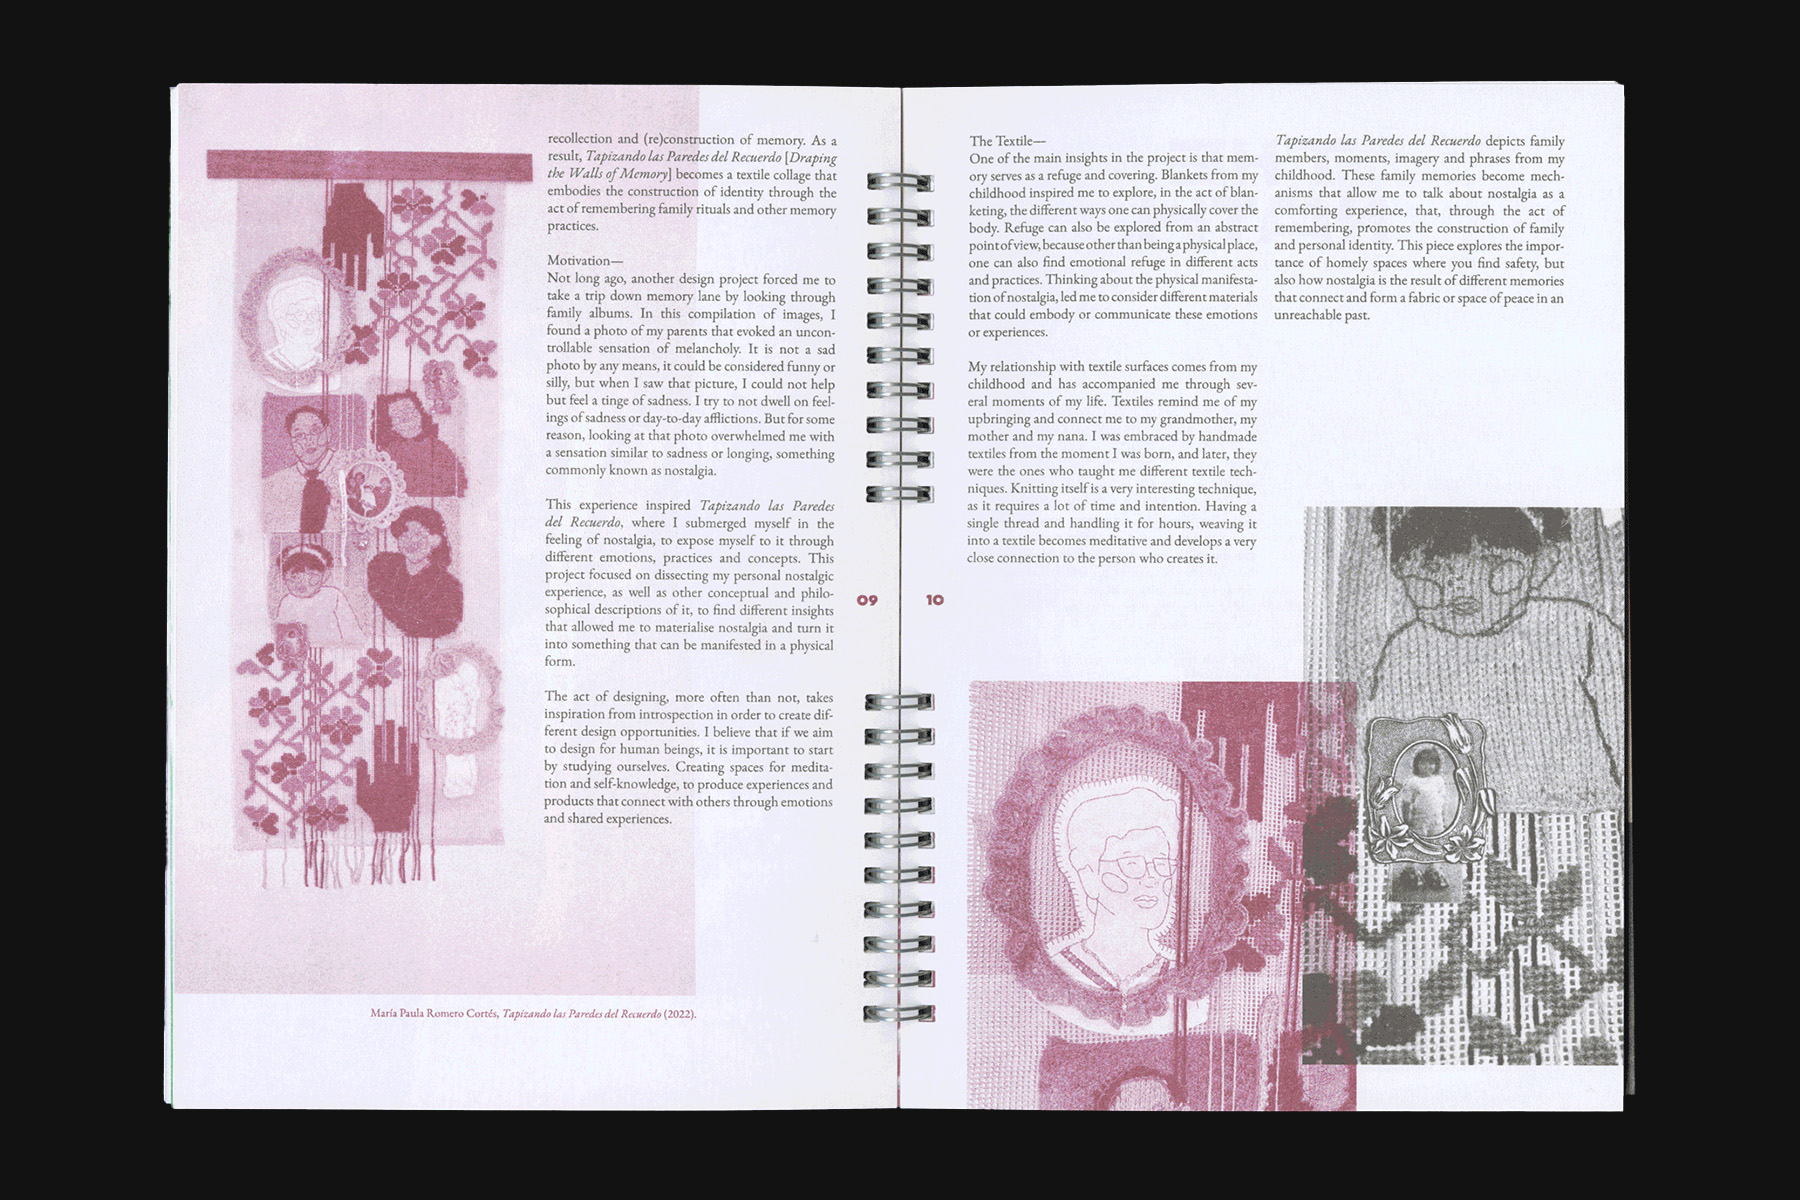 recollection and (re)construction of memory. As a
result, Tapizando las Paredes del Recuerdo [Draping
the Walls of Memory] becomes a textile collage that
embodies the construction of identity through the
act of remembering family rituals and other memory
practices.
Motivation—
Not long ago, another design project forced me to
take a trip down memory lane by looking through
family albums. In this compilation of images, I
found a photo of my parents that evoked an uncon-
trollable sensation of melancholy. It is not a sad
photo by any means, it could be considered funny or
silly, but when I saw that picture, I could not help
but feel a tinge of sadness. I try to not dwell on feel-
ings of sadness or day-to-day afflictions. But for some
reason, looking at that photo overwhelmed me with
a sensation similar to sadness or longing, something
commonly known as nostalgia.
This experience inspired Tapizando las Paredes
del Recuerdo, where I submerged myself in the
feeling of nostalgia, to expose myself to it through
different emotions, practices and concepts. This
project focused on dissecting my personal nostalgic
experience, as well as other conceptual and philo-
sophical descriptions of it, to find different insights
that allowed me to materialise nostalgia and turn it
into something that can be manifested in a physical
form.
The act of designing, more often than not, takes
inspiration from introspection in order to create dif-
ferent design opportunities. I believe that if we aim
to design for human beings, it is important to start
by studying ourselves. Creating spaces for medita-
tion and self-knowledge, to produce experiences and
products that connect with others through emotions
and shared experiences.
María Paula Romero Cortés, Tapizando las Paredes del Recuerdo (2022).
09
10
The Textile—
One of the main insights in the project is that mem-
ory serves as a refuge and covering. Blankets from my
childhood inspired me to explore, in the act of blan-
keting, the different ways one can physically cover the
body. Refuge can also be explored from an abstract
point of view, because other than being a physical place,
one can also find emotional refuge in different acts
and practices. Thinking about the physical manifesta-
tion of nostalgia, led me to consider different materials
that could embody or communicate these emotions
or experiences.
My relationship with textile surfaces comes from my
childhood and has accompanied me through sev-
eral moments of my life. Textiles remind me of my
upbringing and connect me to my grandmother, my
mother and my nana. I was embraced by handmade
textiles from the moment I was born, and later, they
were the ones who taught me different textile tech-
niques. Knitting itself is a very interesting technique,
as it requires a lot of time and intention. Having a
single thread and handling it for hours, weaving it
into a textile becomes meditative and develops a very
close connection to the person who creates it.
Tapizando las Paredes del Recuerdo depicts family
members, moments, imagery and phrases from my
childhood. These family memories become mech-
anisms that allow me to talk about nostalgia as a
comforting experience, that, through the act of
remembering, promotes the construction of family
and personal identity. This piece explores the impor-
tance of homely spaces where you find safety, but
also how nostalgia is the result of different memories
that connect and form a fabric or space of peace in an
unreachable past.